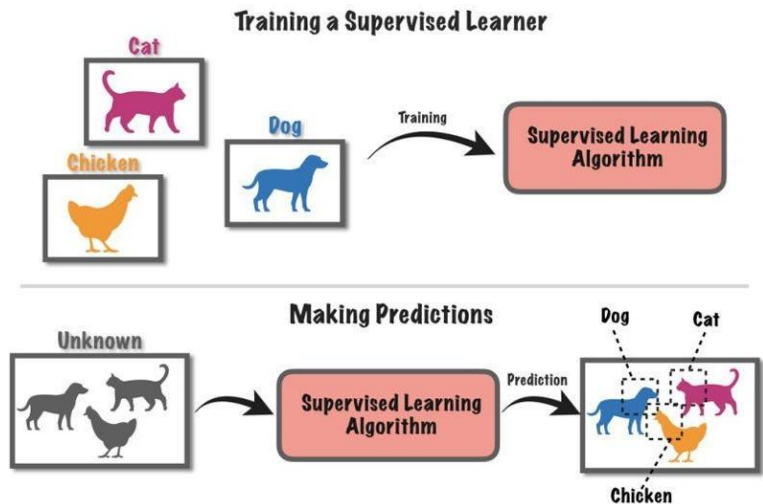 Training a Supervised Learner
Cat
Dog
Chicken
Training
Supervised Learning
Algorithm
Making Predictions
Unknown
Supervised Learning
Algorithm
Prediction
Dog
Cat
Chicken